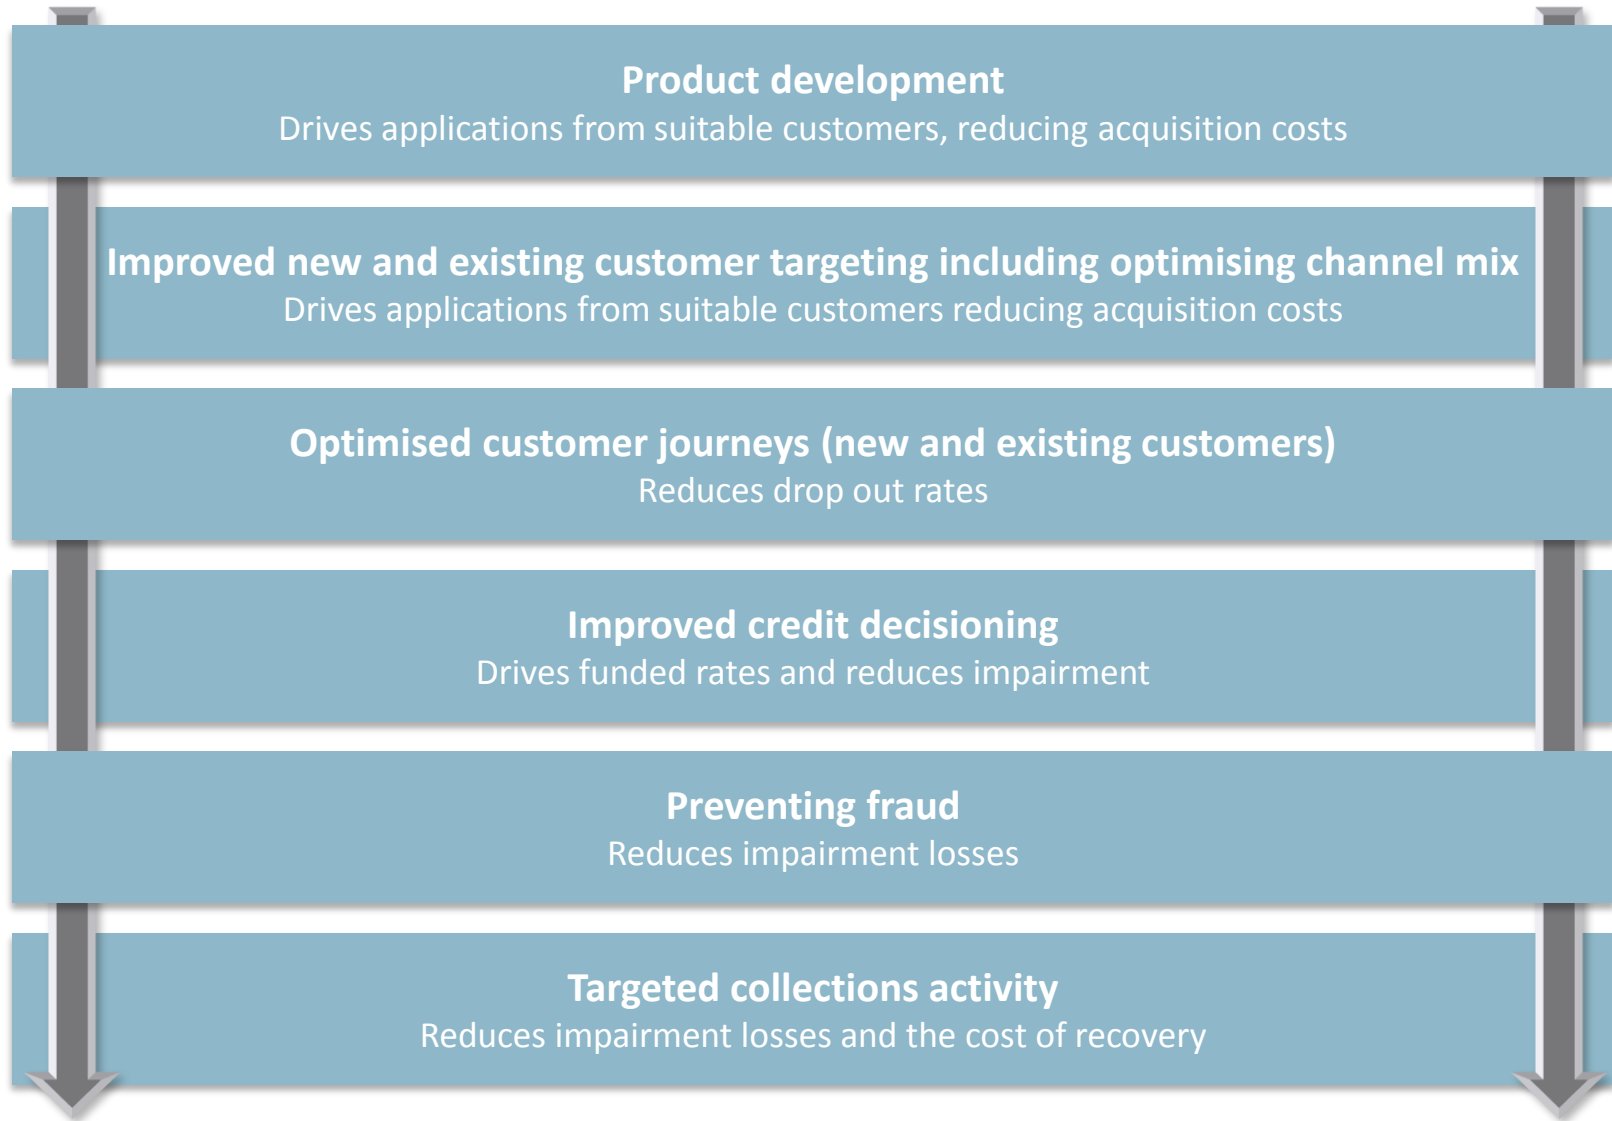 Product development
Drives applications from suitable customers, reducing acquisition costs
Improved new and existing customer targeting including optimising channel mix
Drives applications from suitable customers reducing acquisition costs
Optimised customer journeys (new and existing customers)
Reduces drop out rates
Improved credit decisioning
Drives funded rates and reduces impairment
Preventing fraud
Reduces impairment losses
Targeted collections activity
Reduces impairment losses and the cost of recovery